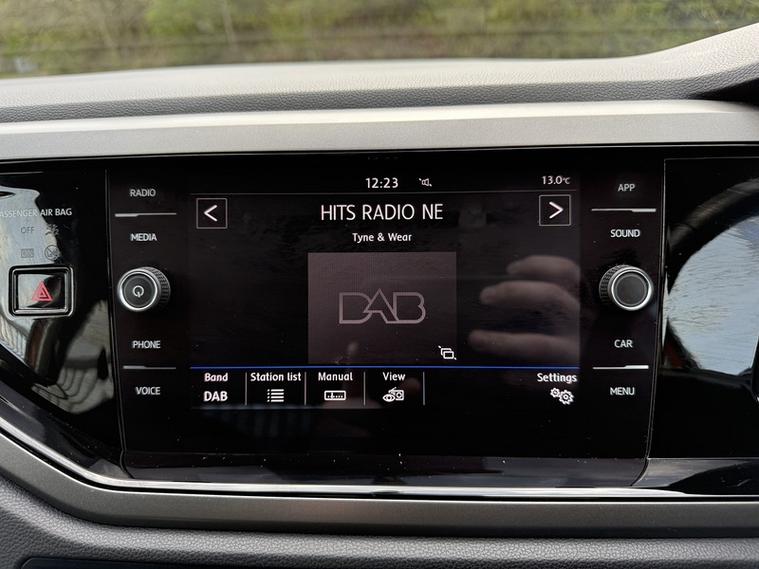 12:23
13.0°C
RADIO
APP
HITS RADIO NE
Tyne & Wear
AIR BAG
OFF
MEDIA
SOUND
DAB
PHONE
CAR
Band
Station list
Manual
View
Settings
DAB
VOICE
MENU